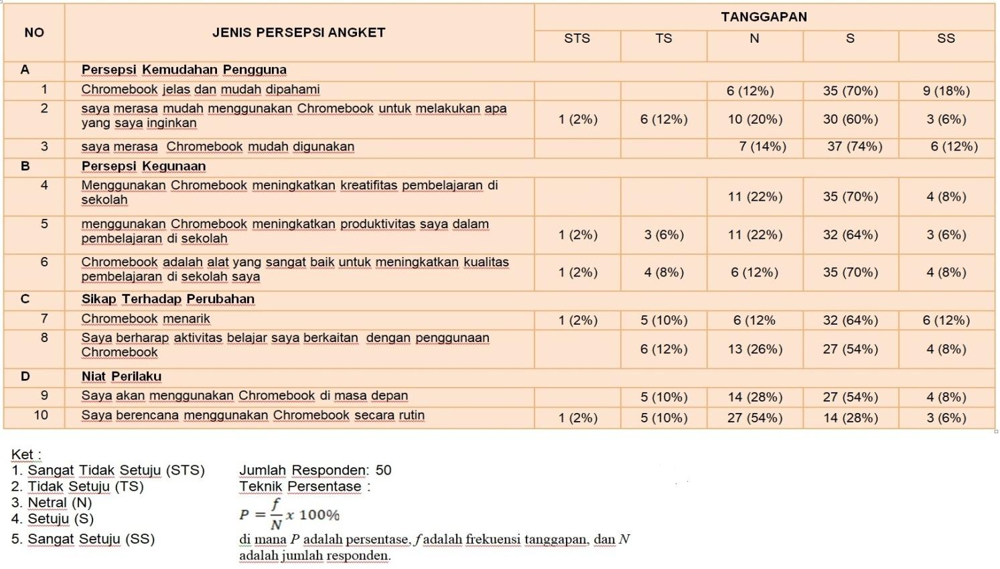 NO JENIS PERSEPSI ANGKET TANGGAPAN
STS TS N S SS
A Persepsi Kemudahan Pengguna
1 Chromebook jelas dan mudah dipahami 6 (12%) 35 (70%) 9 (18%)
2 saya merasa mudah menggunakan Chromebook untuk melakukan apa
yang saya inginkan 1 (2%) 6 (12%) 10 (20%) 30 (60%) 3 (6%)
3 saya merasa Chromebook mudah digunakan 7 (14%) 37 (74%) 6 (12%)
B Persepsi Kegunaan
4 Menggunakan Chromebook meningkatkan kreatifitas pembelajaran di
sekolah 11 (22%) 35 (70%) 4 (8%)
5 menggunakan Chromebook meningkatkan produktivitas saya dalam
pembelajaran di sekolah 1 (2%) 3 (6%) 11 (22%) 32 (64%) 3 (6%)
6 Chromebook adalah alat yang sangat baik untuk meningkatkan kualitas
pembelajaran di sekolah saya 1 (2%) 4 (8%) 6 (12%) 35 (70%) 4 (8%)
C Sikap Terhadap Perubahan
7 Chromebook menarik 1 (2%) 5 (10%) 6 (12% 32 (64%) 6 (12%)
8 Saya berharap aktivitas belajar saya berkaitan dengan penggunaan
Chromebook 6 (12%) 13 (26%) 27 (54%) 4 (8%)
D Niat Perilaku
9 Saya akan menggunakan Chromebook di masa depan 5 (10%) 14 (28%) 27 (54%) 4 (8%)
10 Saya berencana menggunakan Chromebook secara rutin 1 (2%) 5 (10%) 27 (54%) 14 (28%) 3 (6%)
Ket :
1. Sangat Tidak Setuju (STS) Jumlah Responden: 50
2. Tidak Setuju (TS) Teknik Persentase :
3. Netral (N)
4. Setuju (S) P = f/N x 100%
5. Sangat Setuju (SS) di mana P adalah persentase, f adalah frekuensi tanggapan, dan N
adalah jumlah responden.